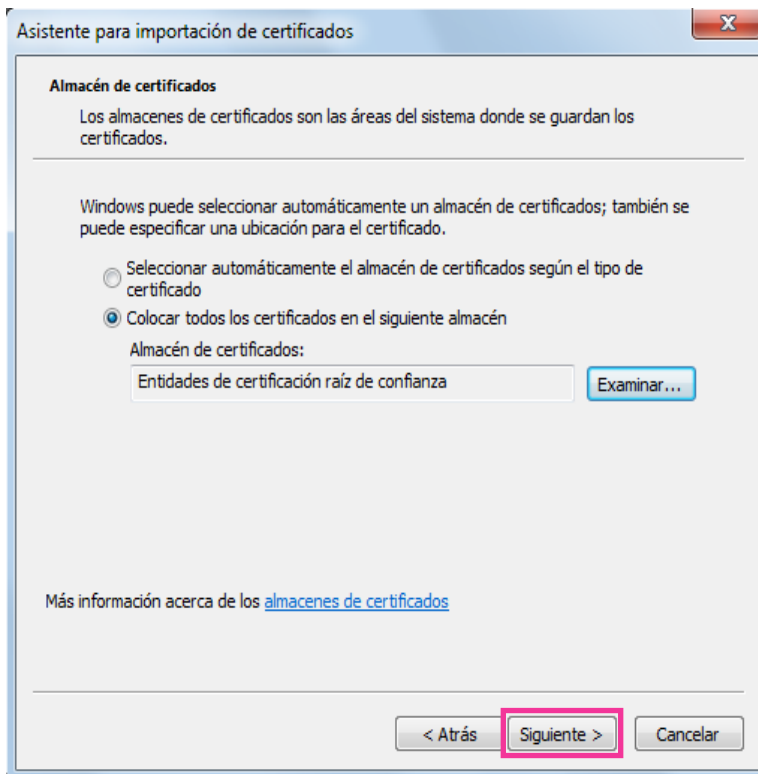 Asistente para importación de certificados
Almacén de certificados
Los almacenes de certificados son las áreas del sistema donde se guardan los
certificados.
Windows puede seleccionar automáticamente un almacén de certificados; también se
puede especificar una ubicación para el certificado.
Seleccionar automáticamente el almacén de certificados según el tipo de
certificado
Colocar todos los certificados en el siguiente almacén
Almacén de certificados:
Entidades de certificación raíz de confianza
Examinar...
Más información acerca de los almacenes de certificados
< Atrás
Siguiente >
Cancelar